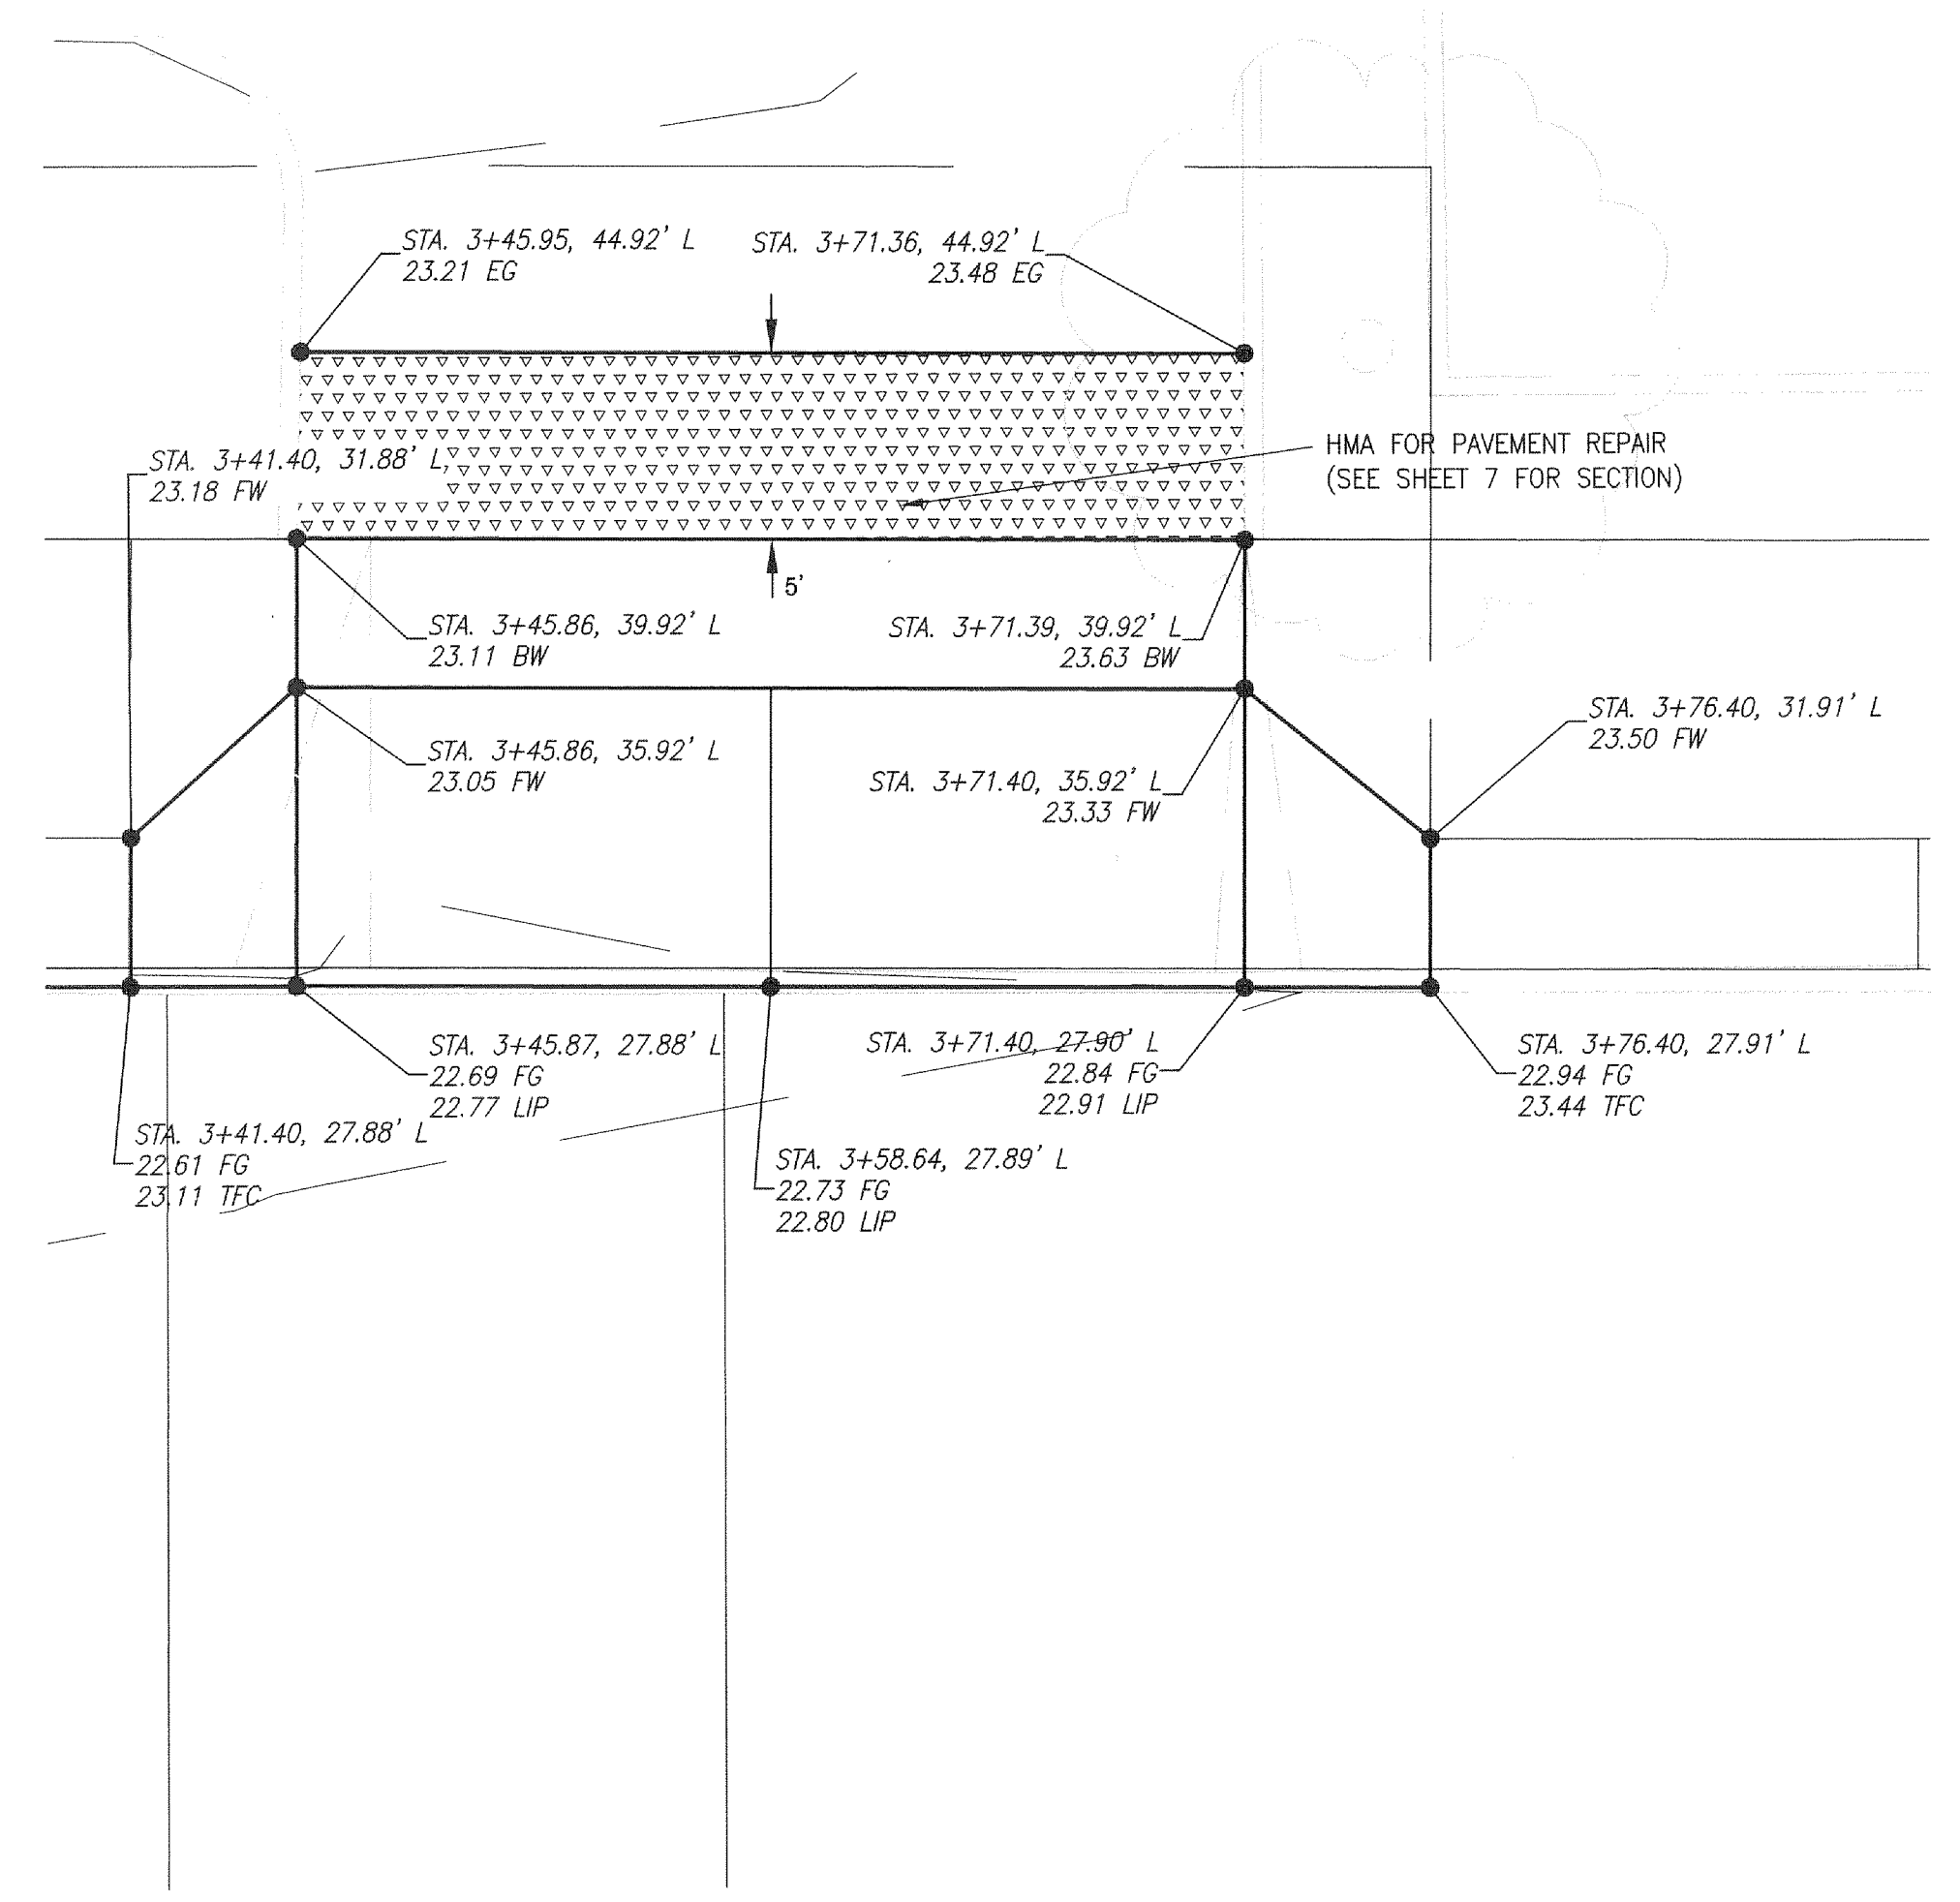 STA. 3+45.95, 44.92' L
23.21 EG
STA. 3+71.36, 44.92' L
23.48 EG
HMA FOR PAVEMENT REPAIR
(SEE SHEET 7 FOR SECTION)
STA. 3+41.40, 31.88' L
23.18 FW
5'
STA. 3+45.86, 39.92' L
23.11 BW
STA. 3+71.39, 39.92' L
23.63 BW
STA. 3+76.40, 31.91' L
23.50 FW
STA. 3+45.86, 35.92' L
23.05 FW
STA. 3+71.40, 35.92' L
23.33 FW
STA. 3+45.87, 27.88' L
22.69 FG
22.77 LIP
STA. 3+71.40, 27.90' L
22.84 FG
22.91 LIP
STA. 3+76.40, 27.91' L
22.94 FG
23.44 TFC
STA. 3+41.40, 27.88' L
22.61 FG
23.11 TFC
STA. 3+58.64, 27.89' L
22.73 FG
22.80 LIP